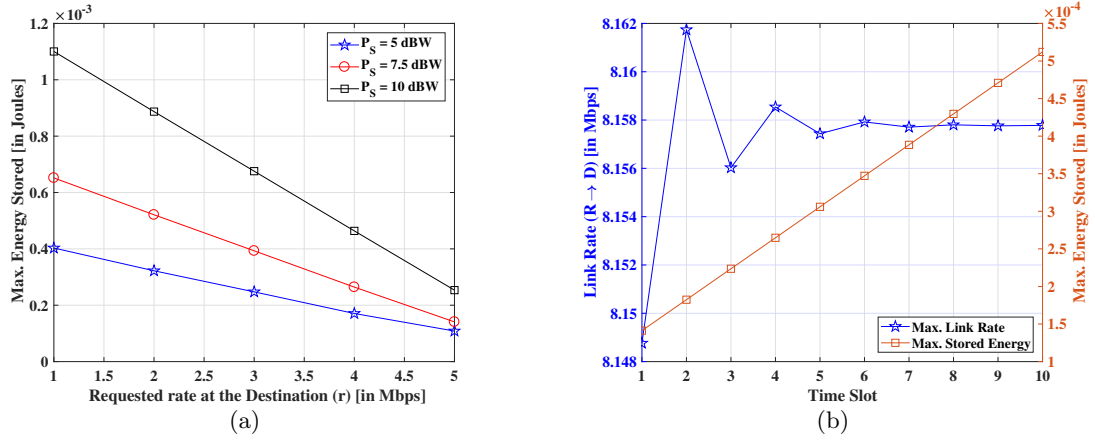 ×10^-3
1.2
1
0.8
0.6
0.4
0.2
0
Max. Energy Stored [in Joules]
P_S = 5 dBW
P_S = 7.5 dBW
P_S = 10 dBW
1 1.5 2 2.5 3 3.5 4 4.5 5
Requested rate at the Destination (r) [in Mbps]
(a)
8.162
8.16
8.158
8.156
8.154
8.152
8.15
8.148
Link Rate (R→ D) [in Mbps]
×10^-4
5.5
5
4.5
4
3.5
3
2.5
2
1.5
1
Max. Energy Stored [in Joules]
Max. Link Rate
Max. Stored Energy
1 2 3 4 5 6 7 8 9 10
Time Slot
(b)